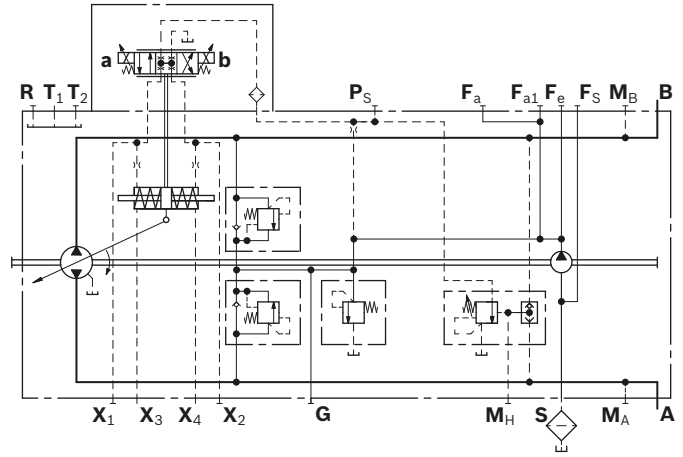 a b
R T1 T2 PS Fa Fa1 Fe FS MB B
X1 X3 X4 X2 G MH S MA A